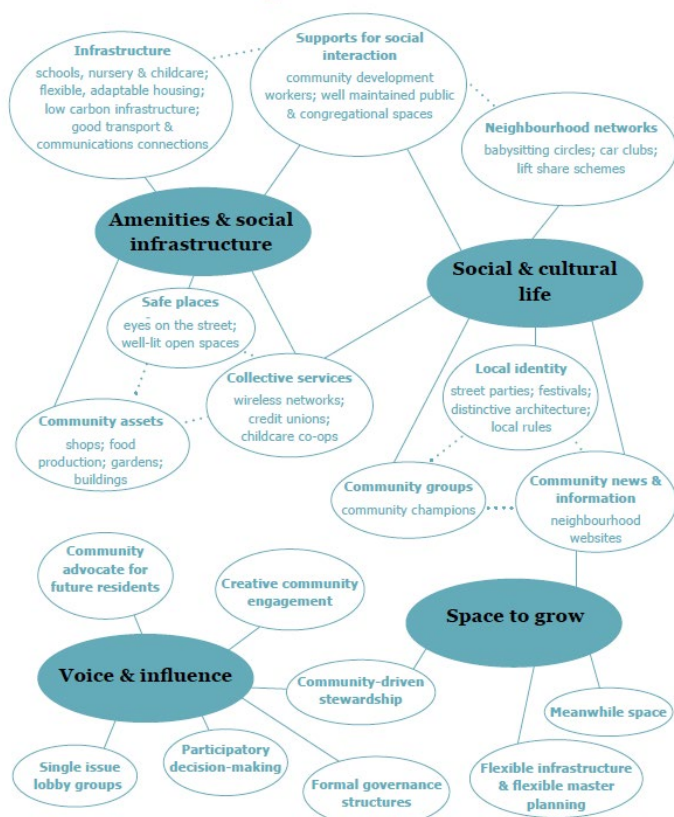 Infrastructure
schools, nursery & childcare;
flexible, adaptable housing;
low carbon infrastructure;
good transport &
communications connections
Supports for social
interaction
community development
workers; well maintained public
& congregational spaces
Neighbourhood networks
babysitting circles; car clubs;
lift share schemes
Amenities & social
infrastructure
Social & cultural
life
Safe places
eyes on the street;
well-lit open spaces
Collective services
wireless networks;
credit unions;
childcare co-ops
Community assets
shops; food
production; gardens;
buildings
Local identity
street parties; festivals;
distinctive architecture;
local rules
Community groups
community champions
Community news &
information
neighbourhood
websites
Community
advocate for
future residents
Creative community
engagement
Space to grow
Voice & influence
Community-driven
stewardship
Meanwhile space
Single issue
lobby groups
Participatory
decision-making
Formal governance
structures
Flexible infrastructure
& flexible master
planning